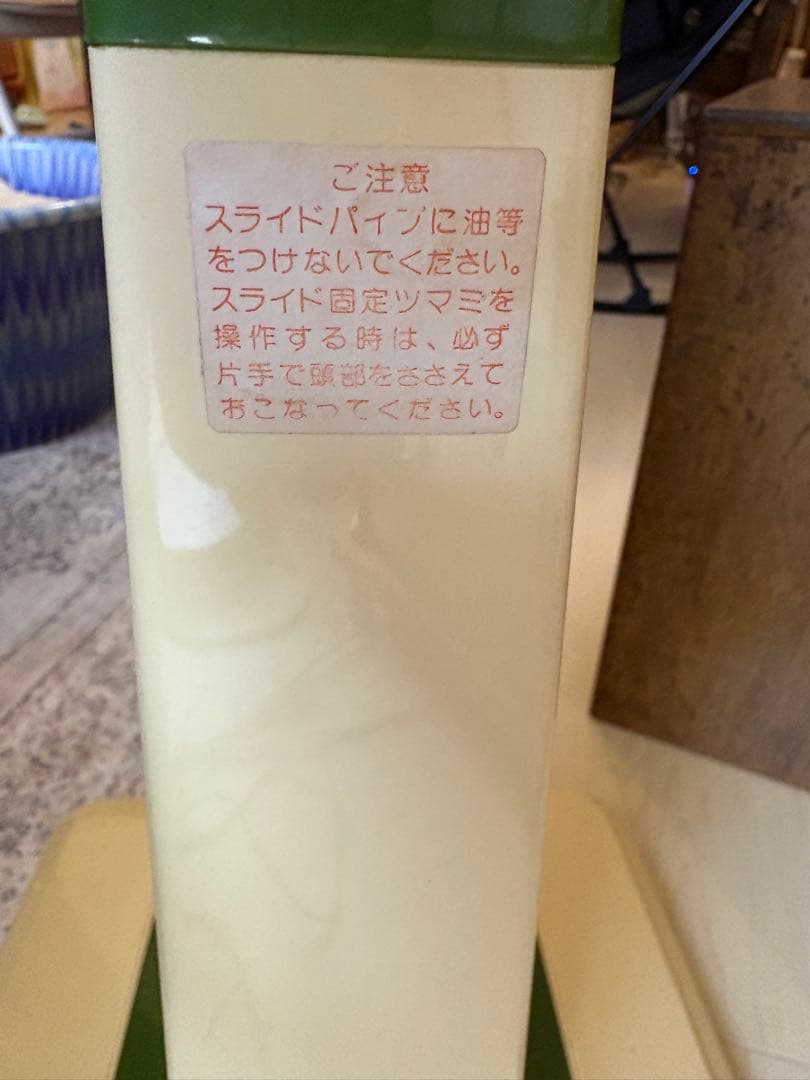 ご注意
スライドパイプに油等
をつけないでください。
スライド固定ツマミを
操作する時は、必ず
片手で頭部をささえて
おこなってください。